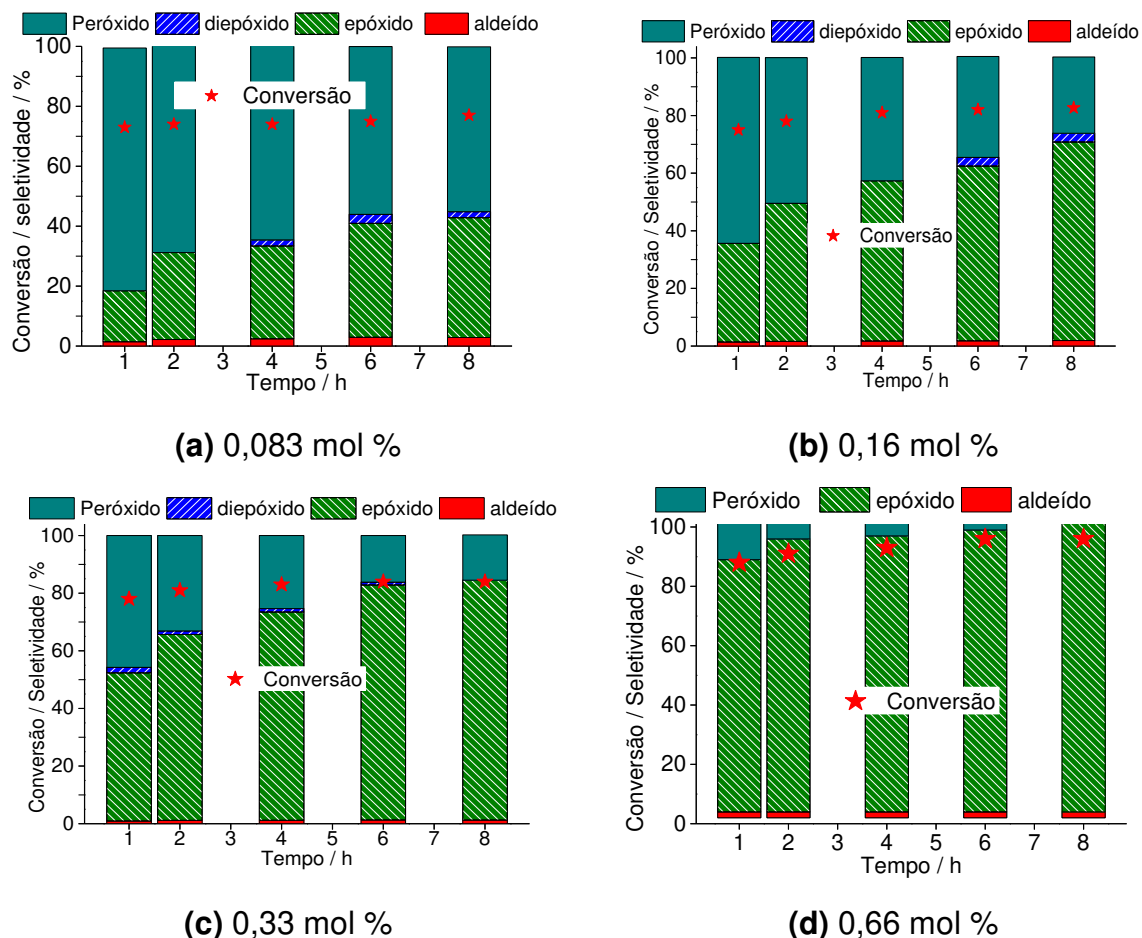 Peróxido diepóxido epóxido aldeído
Conversão / seletividade / %
100
80
60
40
20
0
Conversão
1 2 3 4 5 6 7 8
Tempo / h
(a) 0,083 mol %
Peróxido diepóxido epóxido aldeído
Conversão / Seletividade / %
100
80
60
40
20
0
Conversão
1 2 3 4 5 6 7 8
Tempo / h
(b) 0,16 mol %
Peróxido diepóxido epóxido aldeído
Conversão / Seletividade / %
100
80
60
40
20
0
Conversão
1 2 3 4 5 6 7 8
Tempo / h
(c) 0,33 mol %
Peróxido epóxido aldeído
Conversão / Seletividade / %
100
80
60
40
20
0
Conversão
1 2 3 4 5 6 7 8
Tempo / h
(d) 0,66 mol %